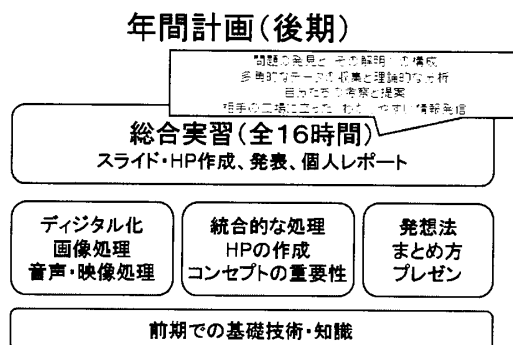 年間計画(後期)
問題の発見と その解明 の構成
多角的なデータの収集と理論的な分析
自分たちの考察と提案
相手の立場に立った わか やすい情報発信
総合実習(全16時間)
スライド・HP作成、発表、個人レポート
ディジタル化
画像処理
音声・映像処理
統合的な処理
HPの作成
コンセプトの重要性
発想法
まとめ方
プレゼン
前期での基礎技術・知識